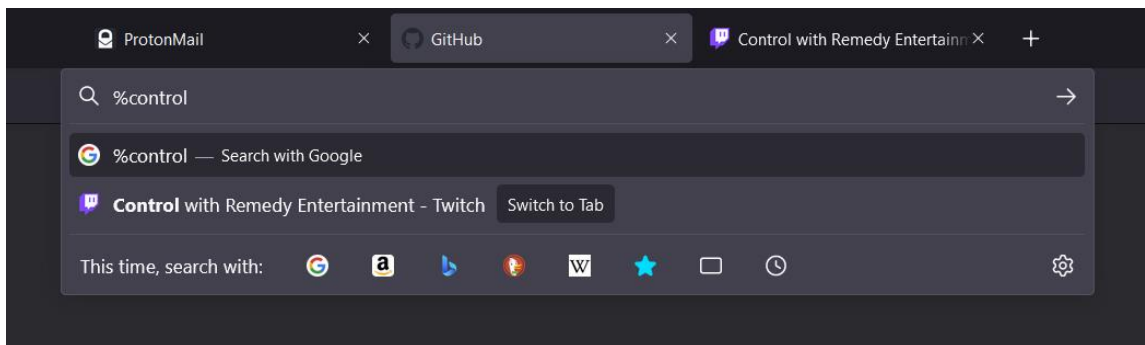 ProtonMail GitHub Control with Remedy Entertainm
%control
%control — Search with Google
Control with Remedy Entertainment - Twitch Switch to Tab
This time, search with: a W